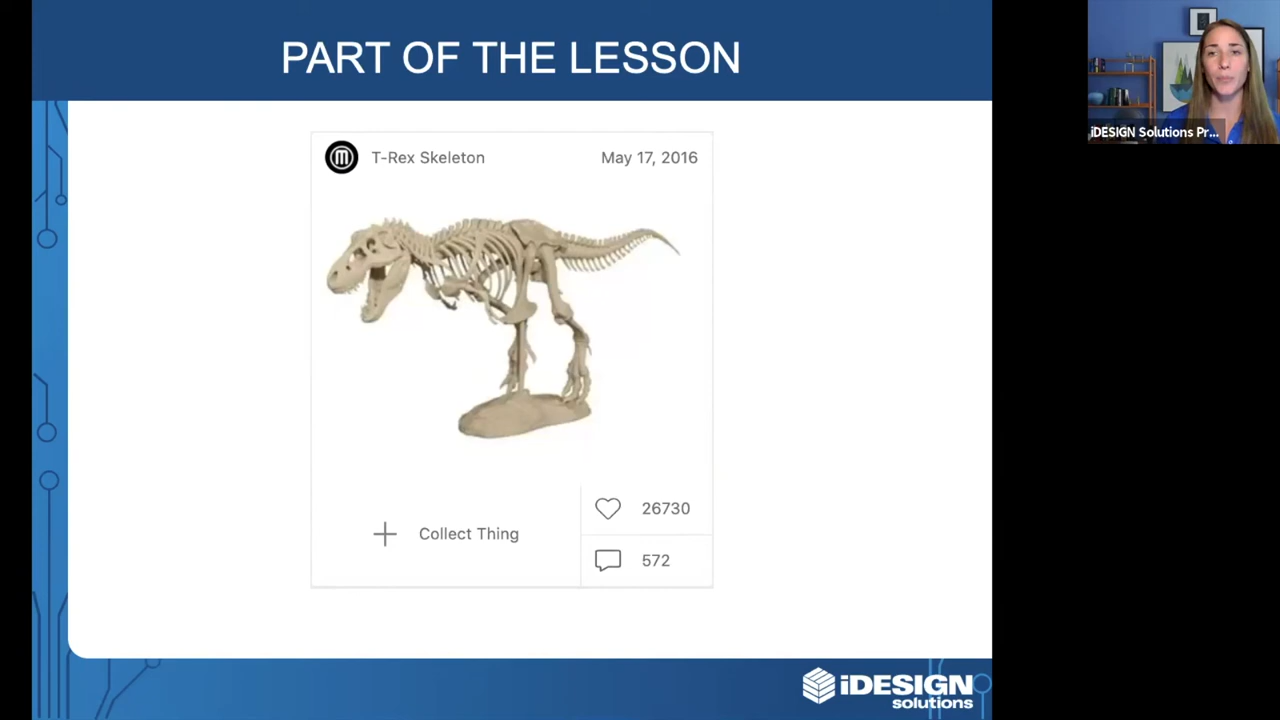 PART OF THE LESSON
T-Rex Skeleton
May 17, 2016
Collect Thing
26730
572
iDESIGN
solutions
iDESIGN Solutions Pr...